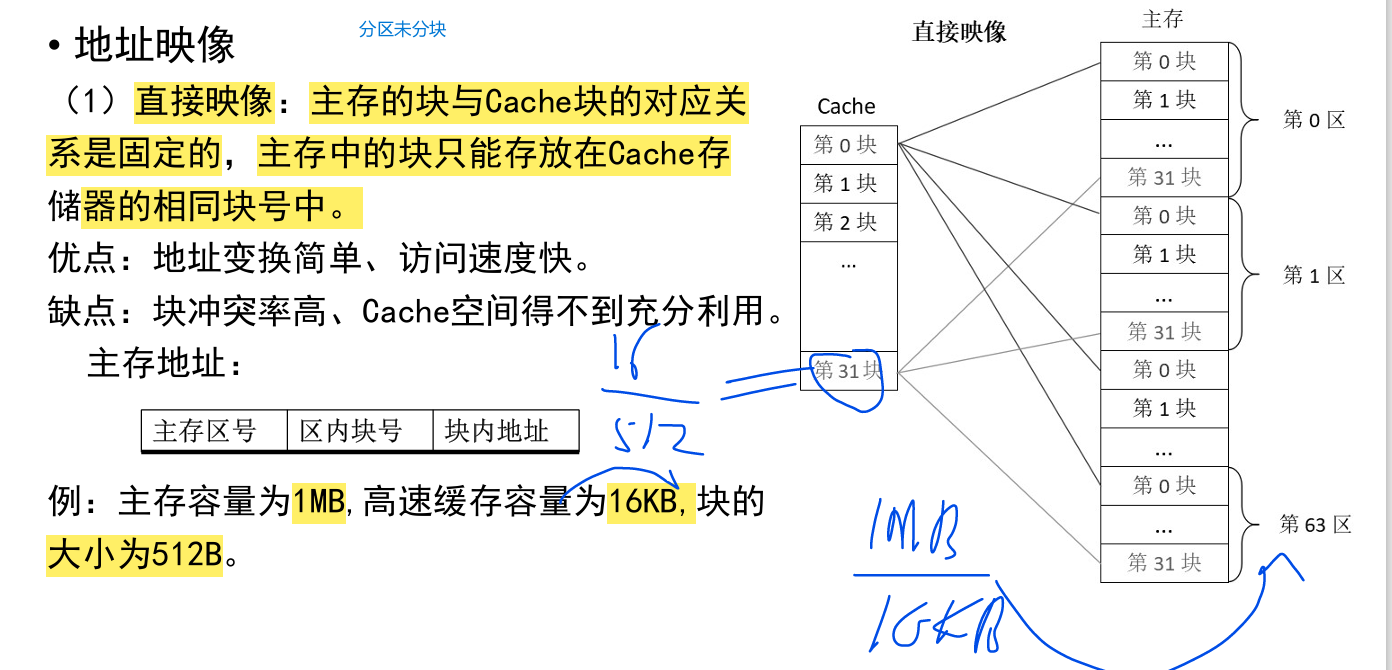 • 地址映像
分区未分块
（1）直接映像：主存的块与Cache块的对应关
系是固定的，主存中的块只能存放在Cache存
储器的相同块号中。
优点：地址变换简单、访问速度快。
缺点：块冲突率高、Cache空间得不到充分利用。
主存地址：
主存区号 区内块号 块内地址
例：主存容量为1MB,高速缓存容量为16KB,块的
大小为512B。
16
512
直接映像
Cache
第 0 块
第 1 块
第 2 块
...
第 31 块
主存
第 0 块
第 1 块
...
第 31 块
第 0 区
第 0 块
第 1 块
...
第 31 块
第 1 区
第 0 块
第 1 块
...
第 0 块
...
第 31 块
第 63 区
1MB
16KB